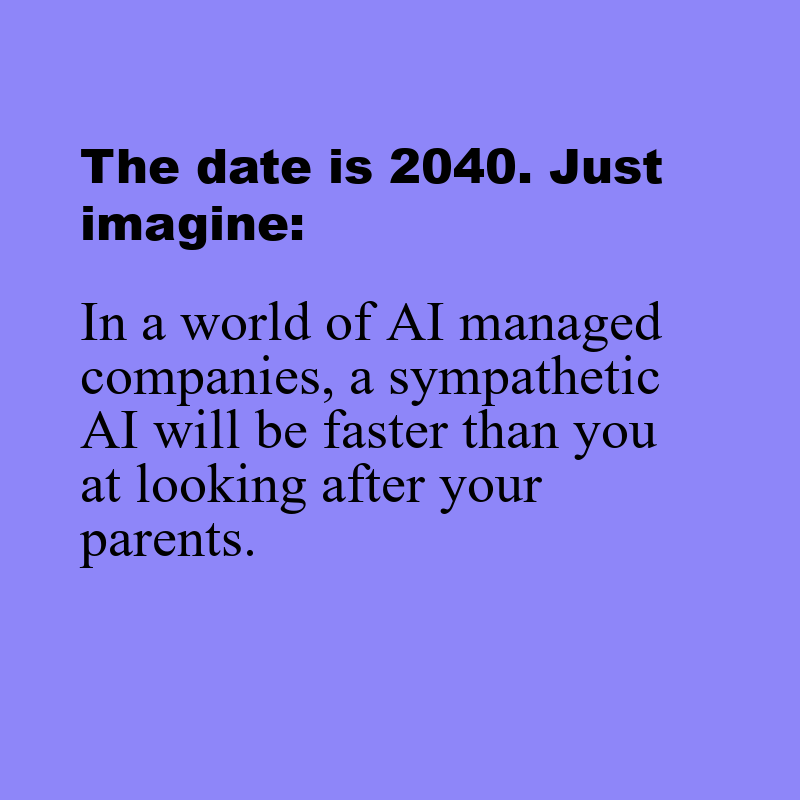 The date is 2040. Just
imagine:
In a world of AI managed
companies, a sympathetic
AI will be faster than you
at looking after your
parents.